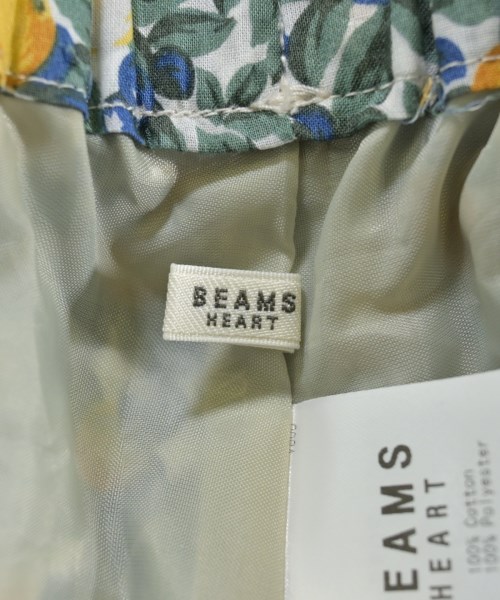 BEAMS
HEART
EAMS
HEART
100% Cotton
100% Polyester